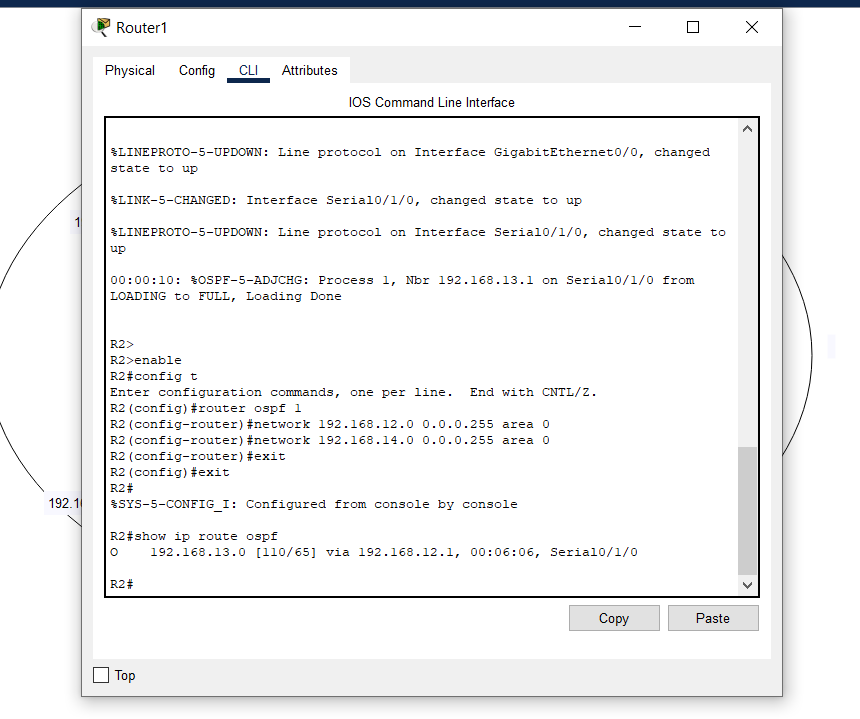 Router1
Physical Config CLI Attributes
IOS Command Line Interface
%LINEPROTO-5-UPDOWN: Line protocol on Interface GigabitEthernet0/0, changed
state to up
%LINK-5-CHANGED: Interface Serial0/1/0, changed state to up
%LINEPROTO-5-UPDOWN: Line protocol on Interface Serial0/1/0, changed state to
up
00:00:10: %OSPF-5-ADJCHG: Process 1, Nbr 192.168.13.1 on Serial0/1/0 from
LOADING to FULL, Loading Done
R2>
R2>enable
R2#config t
Enter configuration commands, one per line.  End with CNTL/Z.
R2(config)#router ospf 1
R2(config-router)#network 192.168.12.0 0.0.0.255 area 0
R2(config-router)#network 192.168.14.0 0.0.0.255 area 0
R2(config-router)#exit
R2(config)#exit
R2#
%SYS-5-CONFIG_I: Configured from console by console
R2#show ip route ospf
O    192.168.13.0 [110/65] via 192.168.12.1, 00:06:06, Serial0/1/0
R2#
Copy Paste
Top